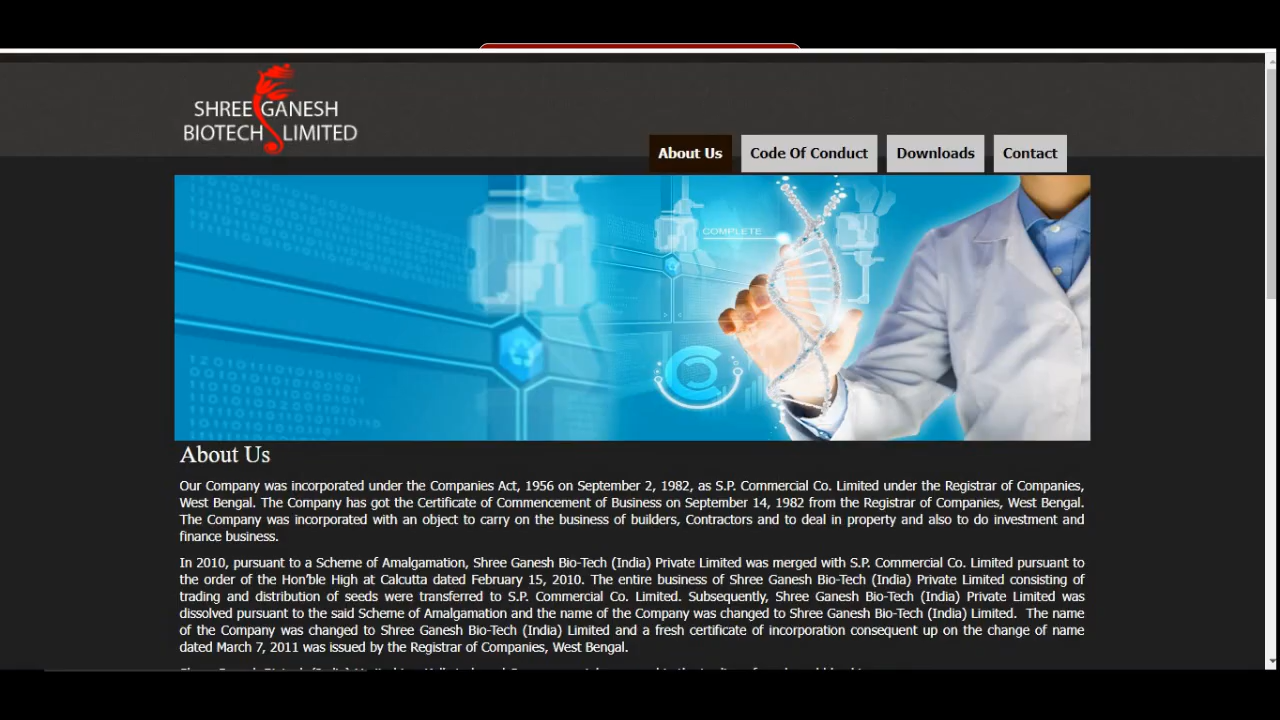 SHREE GANESH
BIOTECH LIMITED
About Us
Code Of Conduct
Downloads
Contact
COMPLETE
About Us
Our Company was incorporated under the Companies Act, 1956 on September 2, 1982, as S.P. Commercial Co. Limited under the Registrar of Companies,
West Bengal. The Company has got the Certificate of Commencement of Business on September 14, 1982 from the Registrar of Companies, West Bengal.
The Company was incorporated with an object to carry on the business of builders, Contractors and to deal in property and also to do investment and
finance business.
In 2010, pursuant to a Scheme of Amalgamation, Shree Ganesh Bio-Tech (India) Private Limited was merged with S.P. Commercial Co. Limited pursuant to
the order of the Hon'ble High at Calcutta dated February 15, 2010. The entire business of Shree Ganesh Bio-Tech (India) Private Limited consisting of
trading and distribution of seeds were transferred to S.P. Commercial Co. Limited. Subsequently, Shree Ganesh Bio-Tech (India) Private Limited was
dissolved pursuant to the said Scheme of Amalgamation and the name of the Company was changed to Shree Ganesh Bio-Tech (India) Limited. The name
of the Company was changed to Shree Ganesh Bio-Tech (India) Limited and a fresh certificate of incorporation consequent up on the change of name
dated March 7, 2011 was issued by the Registrar of Companies, West Bengal.